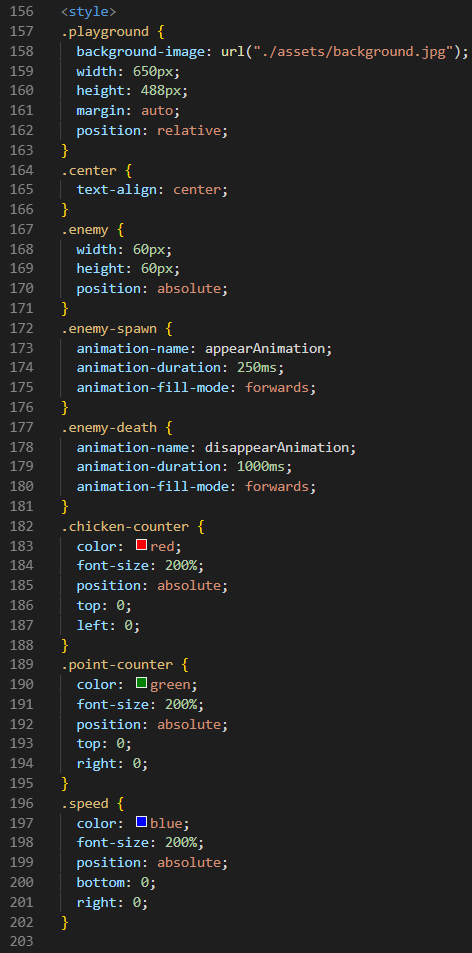 156 <style>
157 .playground {
158   background-image: url("./assets/background.jpg");
159   width: 650px;
160   height: 488px;
161   margin: auto;
162   position: relative;
163 }
164 .center {
165   text-align: center;
166 }
167 .enemy {
168   width: 60px;
169   height: 60px;
170   position: absolute;
171 }
172 .enemy-spawn {
173   animation-name: appearAnimation;
174   animation-duration: 250ms;
175   animation-fill-mode: forwards;
176 }
177 .enemy-death {
178   animation-name: disappearAnimation;
179   animation-duration: 1000ms;
180   animation-fill-mode: forwards;
181 }
182 .chicken-counter {
183   color: red;
184   font-size: 200%;
185   position: absolute;
186   top: 0;
187   left: 0;
188 }
189 .point-counter {
190   color: green;
191   font-size: 200%;
192   position: absolute;
193   top: 0;
194   right: 0;
195 }
196 .speed {
197   color: blue;
198   font-size: 200%;
199   position: absolute;
200   bottom: 0;
201   right: 0;
202 }
203